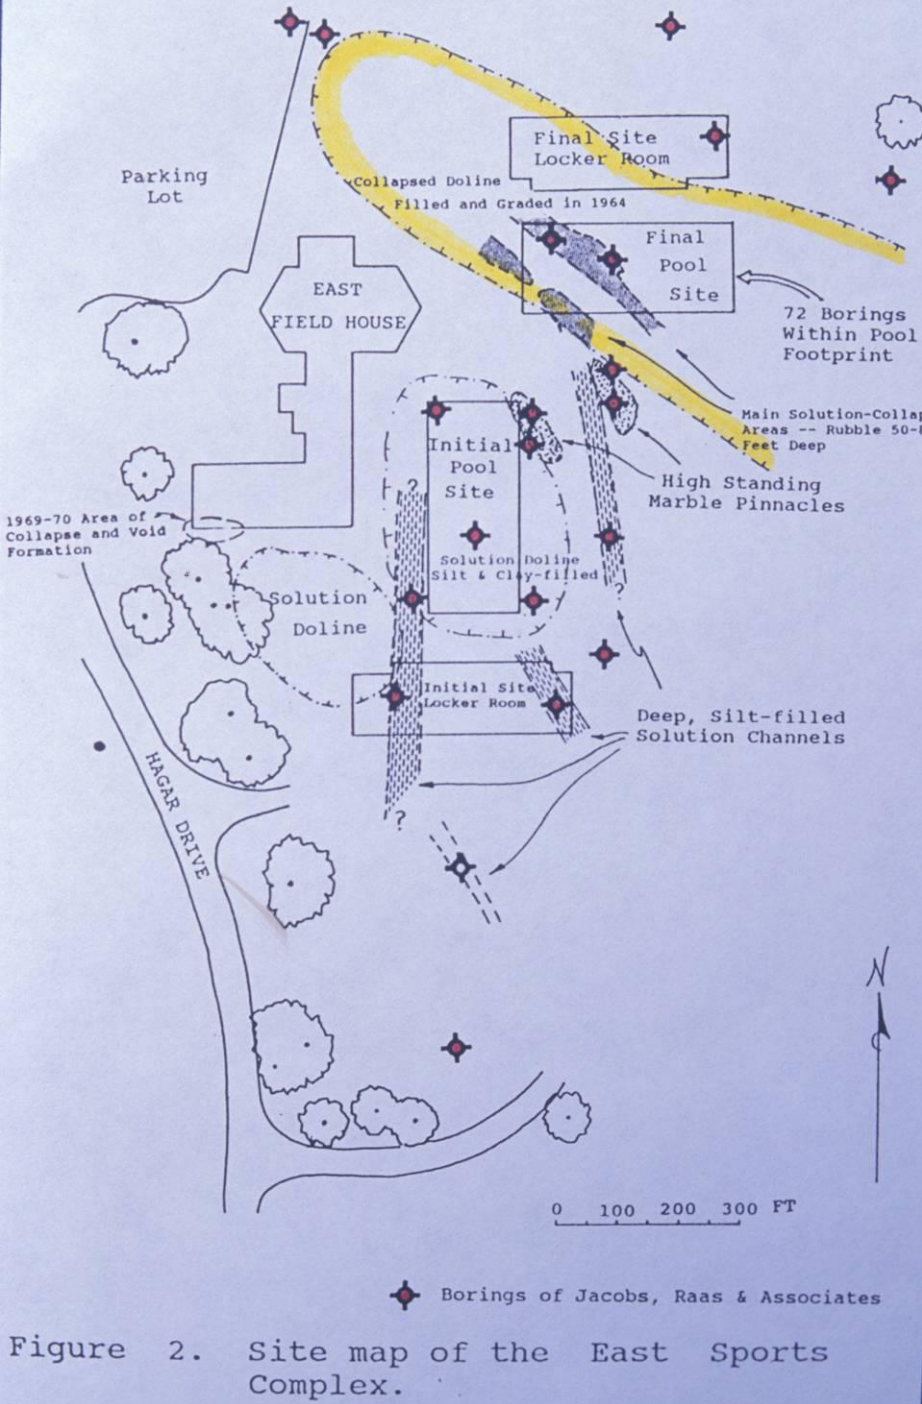 Parking
Lot
Final Site
Locker Room
Collapsed Doline
Filled and Graded in 1964
Final
Pool
Site
EAST
FIELD HOUSE
72 Borings
Within Pool
Footprint
Main Solution-Collap
Areas -- Rubble 50-
Feet Deep
High Standing
Marble Pinnacles
Initial
Pool
Site
?
1969-70 Area of
Collapse and Void
Formation
Solution Doline
Silt & Clay-filled
?
Solution
Doline
Initial Site
Locker Room
Deep, Silt-filled
Solution Channels
HAGAR DRIVE
?
N
0 100 200 300 FT
Borings of Jacobs, Raas & Associates
Figure 2. Site map of the East Sports
Complex.